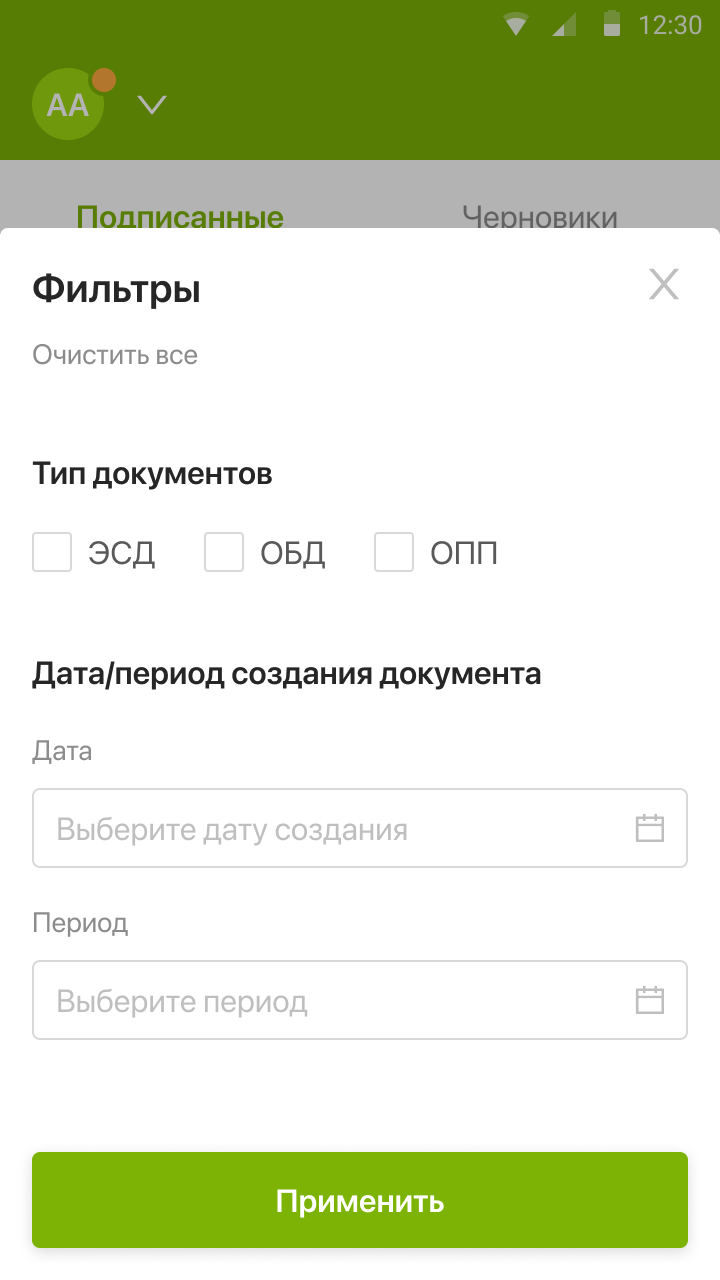 12:30
АА
Подписанные Черновики
Фильтры
Очистить все
Тип документов
ЭСД ОБД ОПП
Дата/период создания документа
Дата
Выберите дату создания
Период
Выберите период
Применить